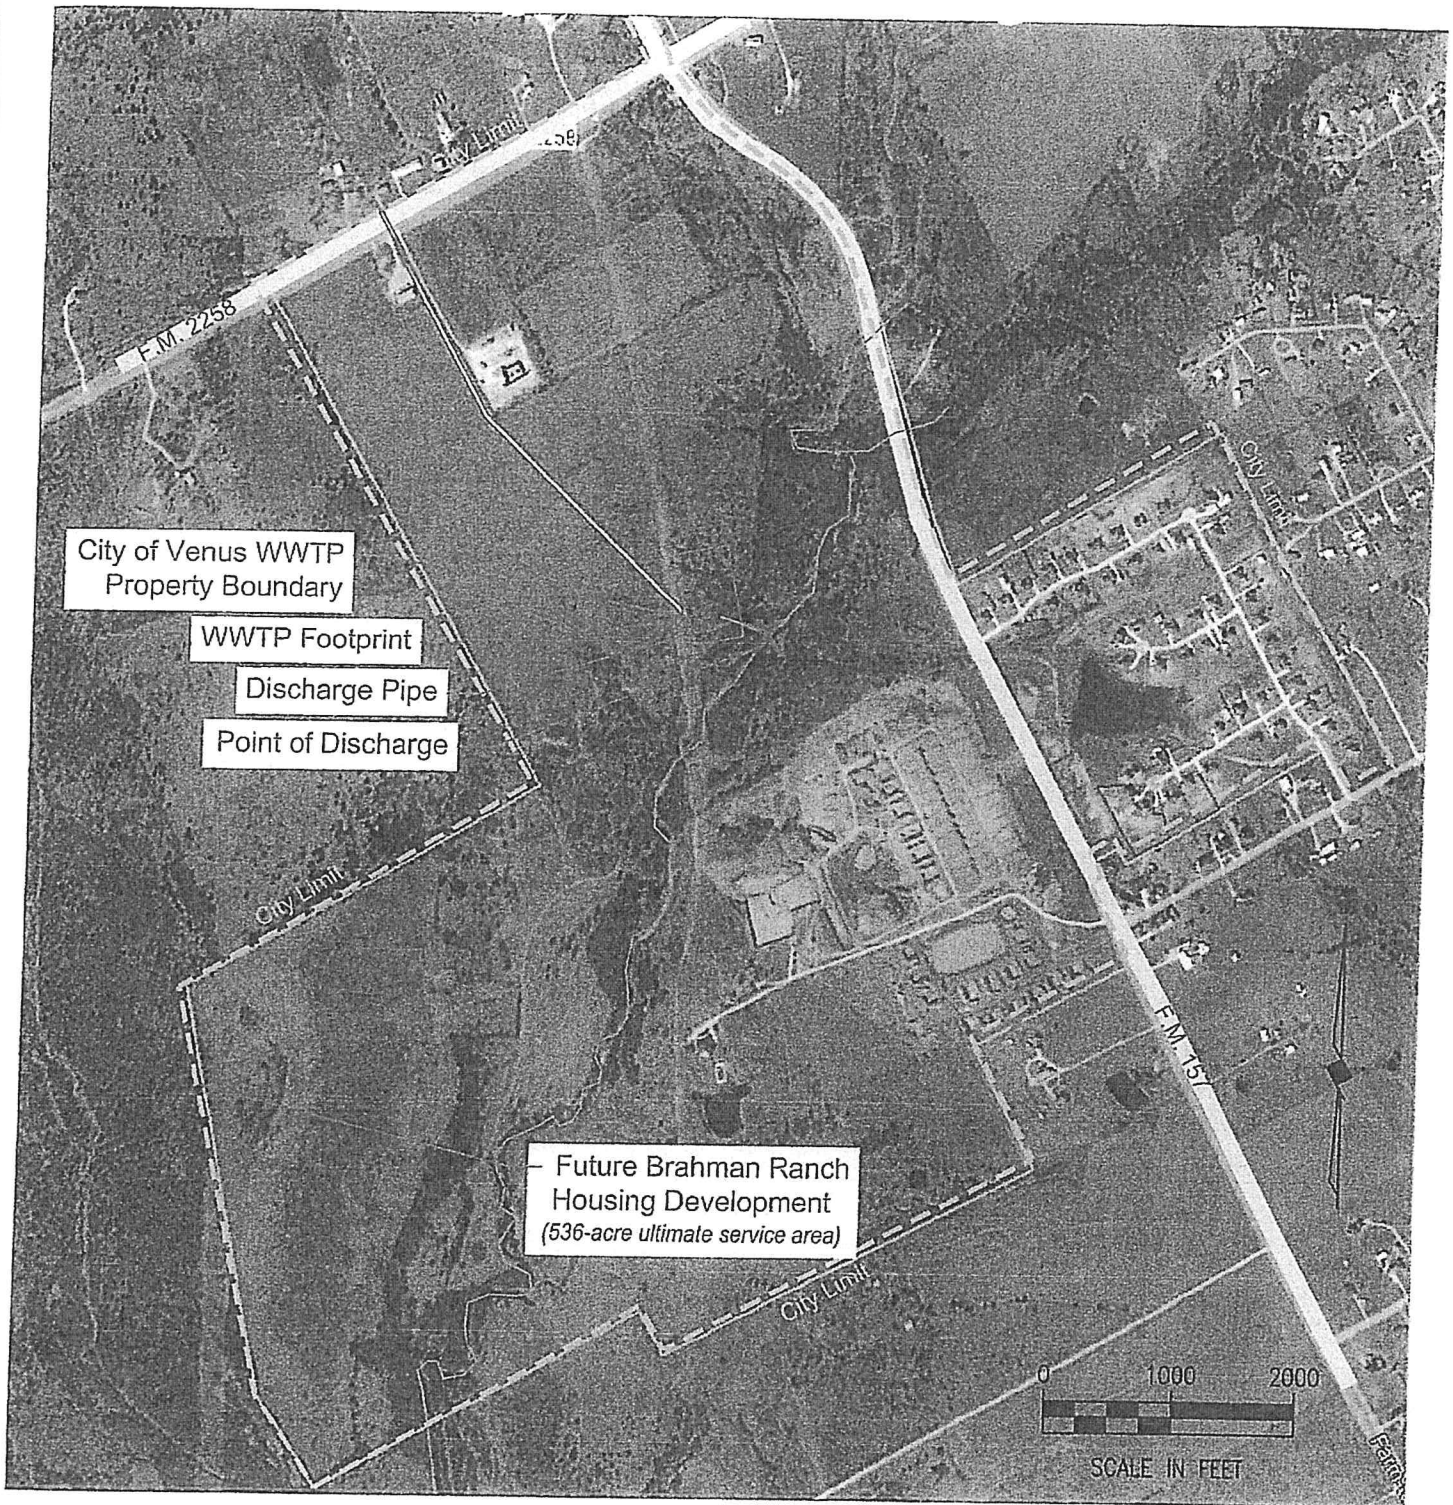 City Limit
F.M. 2258
City Limit
City of Venus WWTP
Property Boundary
WWTP Footprint
Discharge Pipe
Point of Discharge
City Limit
F.M. 157
Future Brahman Ranch
Housing Development
(536-acre ultimate service area)
City Limit
0 1000 2000
SCALE IN FEET